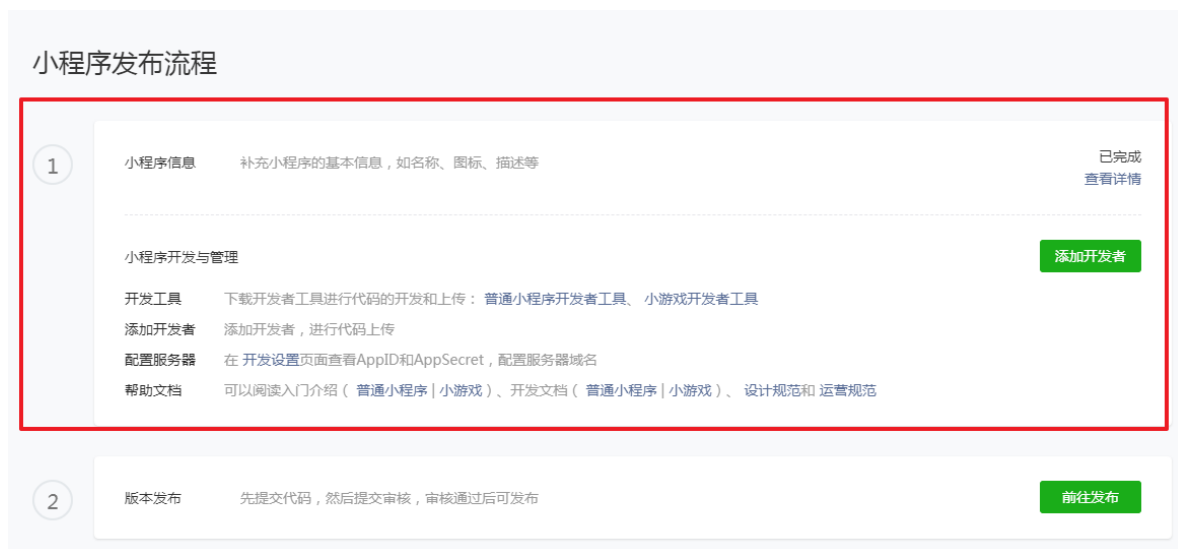 小程序发布流程
1
小程序信息 补充小程序的基本信息，如名称、图标、描述等 已完成
查看详情
小程序开发与管理 添加开发者
开发工具 下载开发者工具进行代码的开发和上传： 普通小程序开发者工具、 小游戏开发者工具
添加开发者 添加开发者，进行代码上传
配置服务器 在 开发设置页面查看AppID和AppSecret，配置服务器域名
帮助文档 可以阅读入门介绍（ 普通小程序 | 小游戏 ）、开发文档（ 普通小程序 | 小游戏 ）、 设计规范和 运营规范
2
版本发布 先提交代码，然后提交审核，审核通过后可发布 前往发布